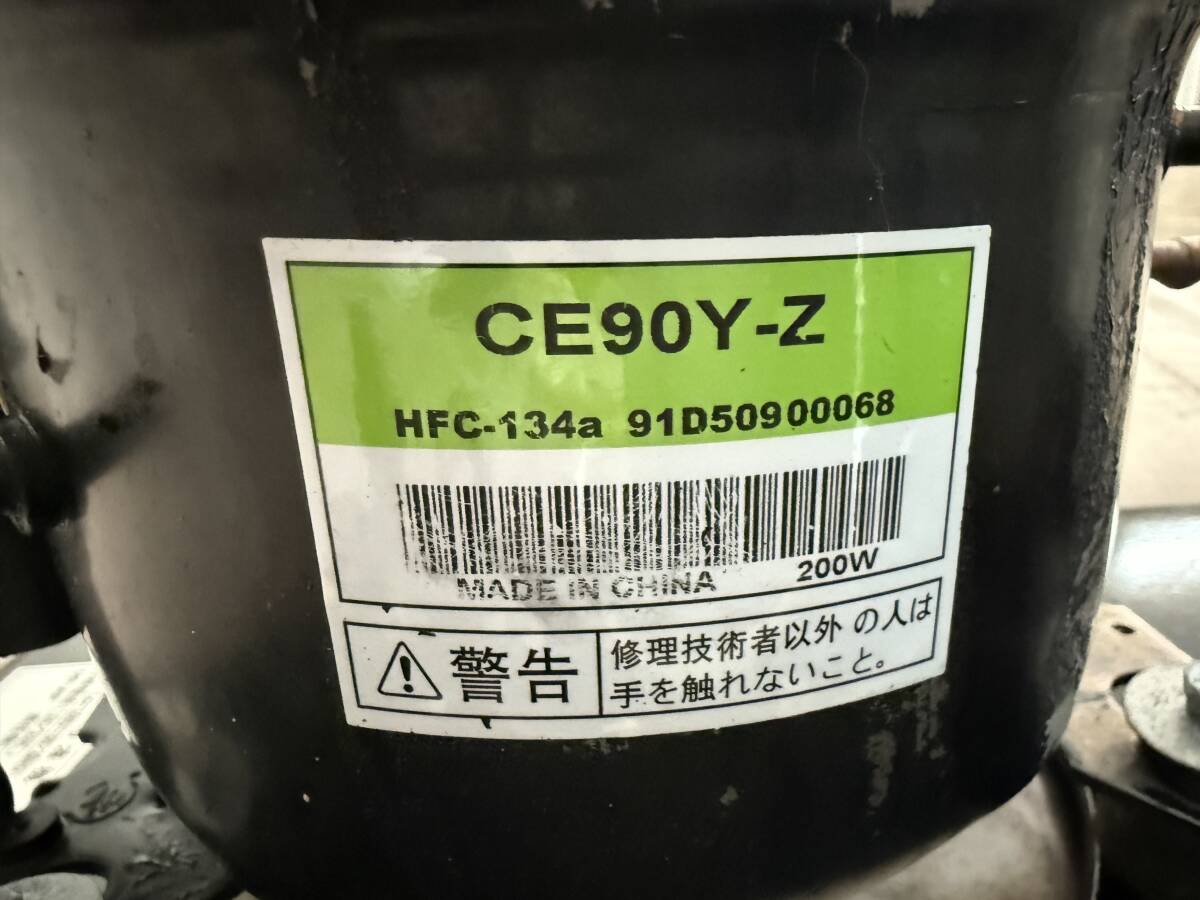 CE90Y-Z
HFC-134a 91D50900068
MADE IN CHINA 200W
警告
修理技術者以外の人は
手を触れないこと。